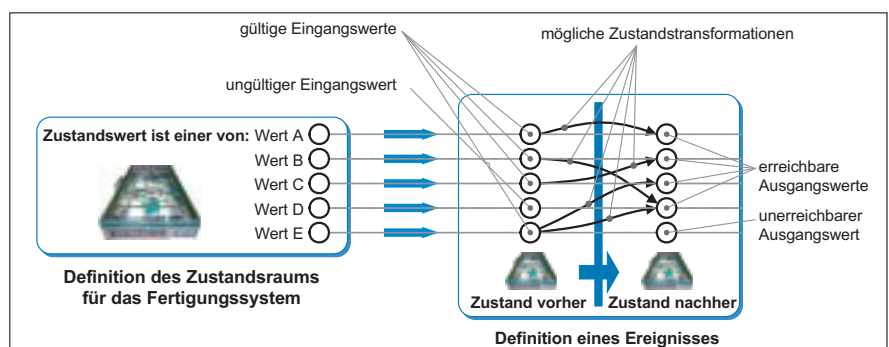 gültige Eingangswerte
mögliche Zustandstransformationen
ungültiger Eingangswert
Zustandswert ist einer von: Wert A
Wert B
Wert C
Wert D
Wert E
erreichbare
Ausgangswerte
unerreichbarer
Ausgangswert
Definition des Zustandsraums
für das Fertigungssystem
Zustand vorher
Zustand nachher
Definition eines Ereignisses